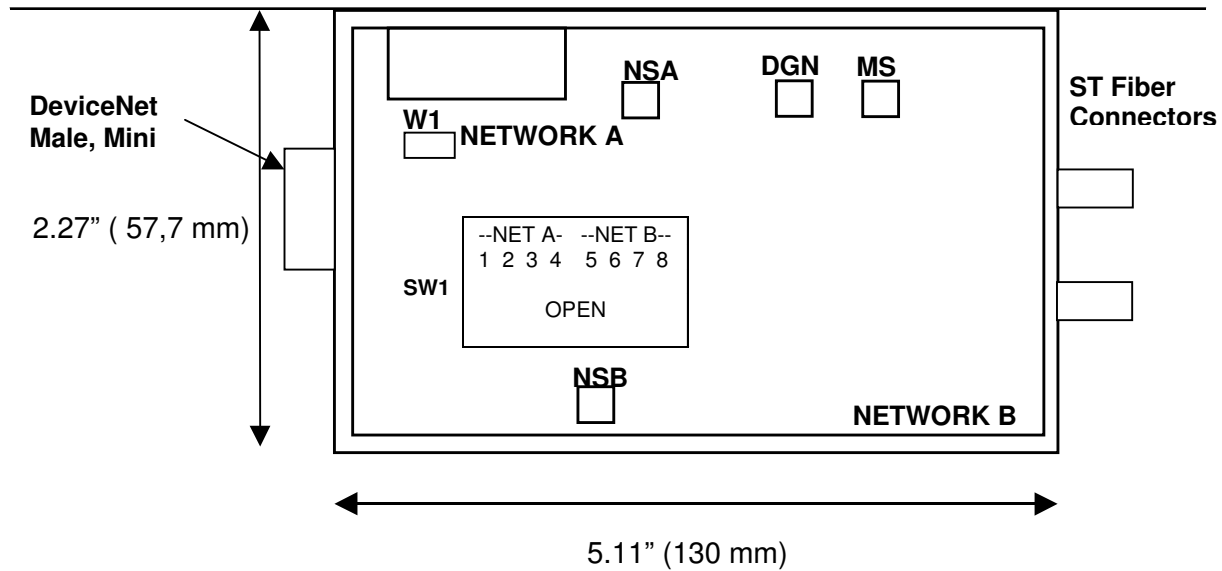 NSA
DGN
MS
DeviceNet
Male, Mini
ST Fiber
Connectors
W1
NETWORK A
2.27” ( 57,7 mm)
--NET A- --NET B--
1 2 3 4 5 6 7 8
SW1
OPEN
NSB
NETWORK B
5.11” (130 mm)